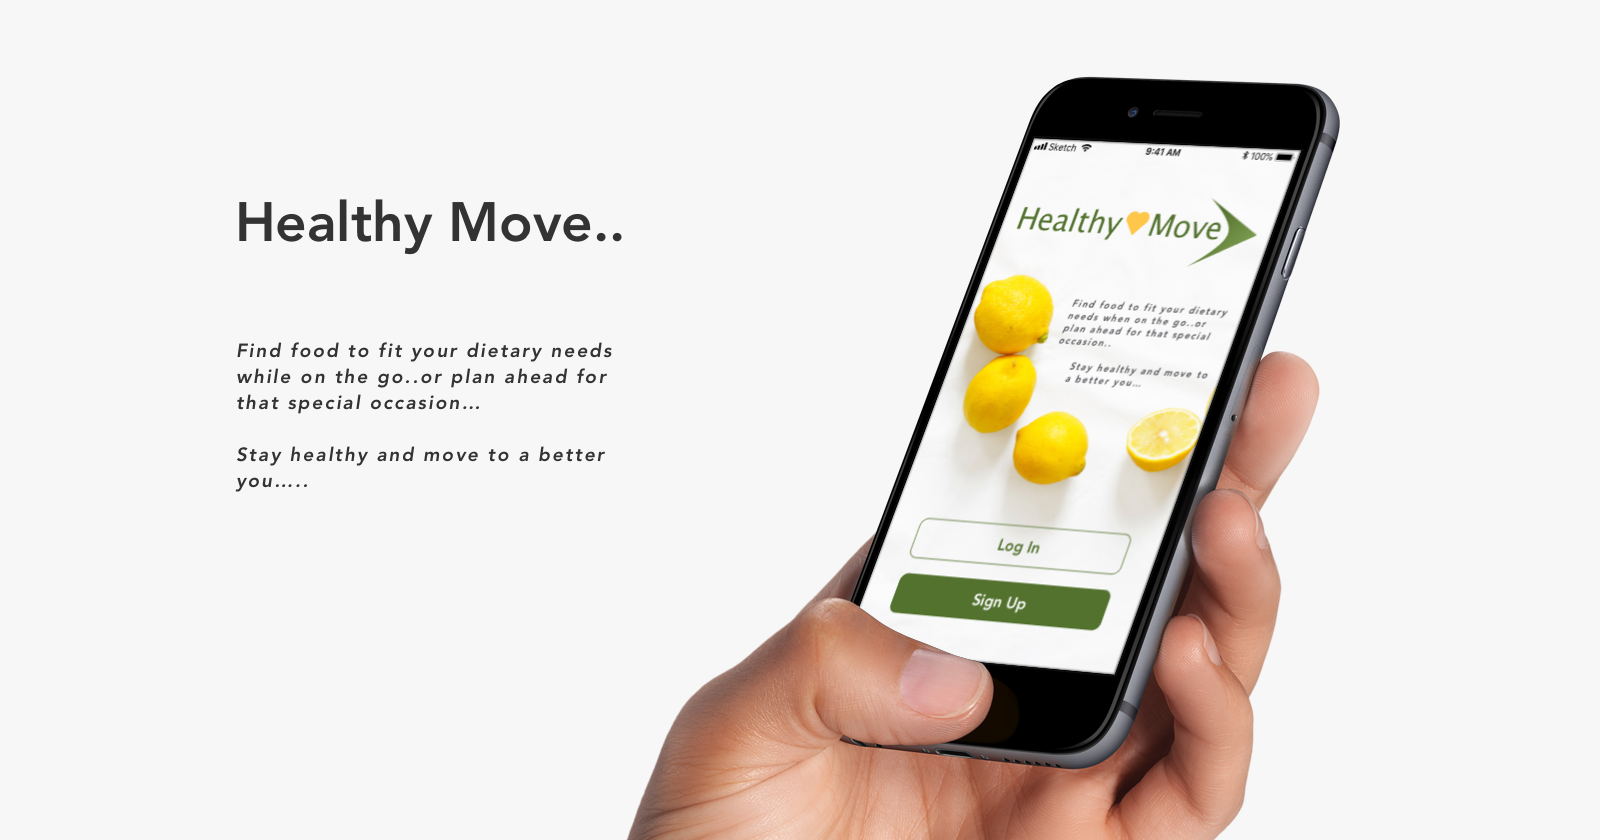 Healthy Move..
Find food to fit your dietary needs
while on the go..or plan ahead for
that special occasion...
Stay healthy and move to a better
you.....
Sketch
9:41 AM
100%
Healthy Move
Find food to fit your dietary
needs when on the go..or
plan ahead for that special
occasion..
Stay healthy and move to
a better you...
Log In
Sign Up